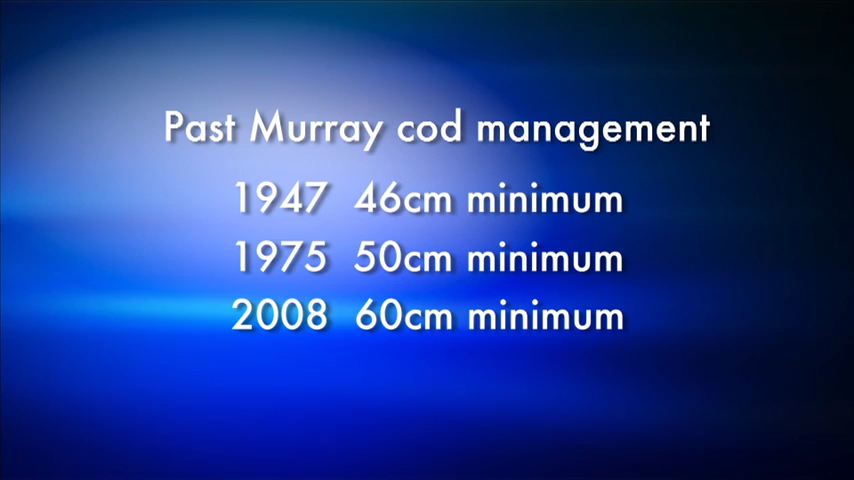 Past Murray cod management
1947 46cm minimum
1975 50cm minimum
2008 60cm minimum